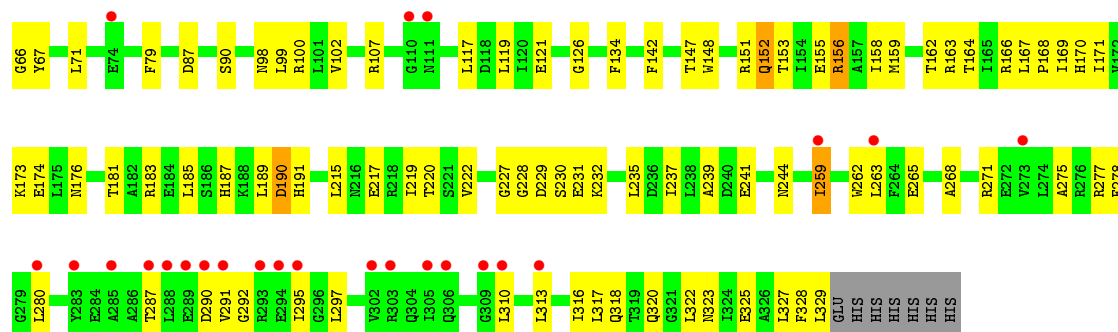 G66 Y67 L71 E74 F79 D87 S90 N98 L99 R100 L101 V102 R107 G110 N111 L117 D118 L119 I120 E121 G126 F134 F142 T147 W148 R151 Q152 T153 I154 E155 R156 A157 I158 M159 T162 R163 T164 I165 R166 L167 P168 I169 H170 I171 V172
K173 E174 L175 N176 T181 A182 R183 E184 L185 S186 H187 K188 L189 D190 H191 L215 N216 E217 R218 I219 T220 S221 V222 G227 G228 D229 S230 E231 K232 L235 D236 I237 L238 A239 D240 E241 N244 I259 W262 L263 F264 E265 A268 R271 E272 V273 L274 A275 R276 R277 E278
G279 L280 Y283 E284 A285 A286 T287 L288 E289 D290 V291 G292 R293 E294 I295 G296 L297 V302 R303 Q304 I305 Q306 G309 L310 L313 I316 L317 Q318 T319 Q320 G321 L322 N323 I324 E325 A326 L327 F328 L329 GLU HIS HIS HIS HIS HIS HIS